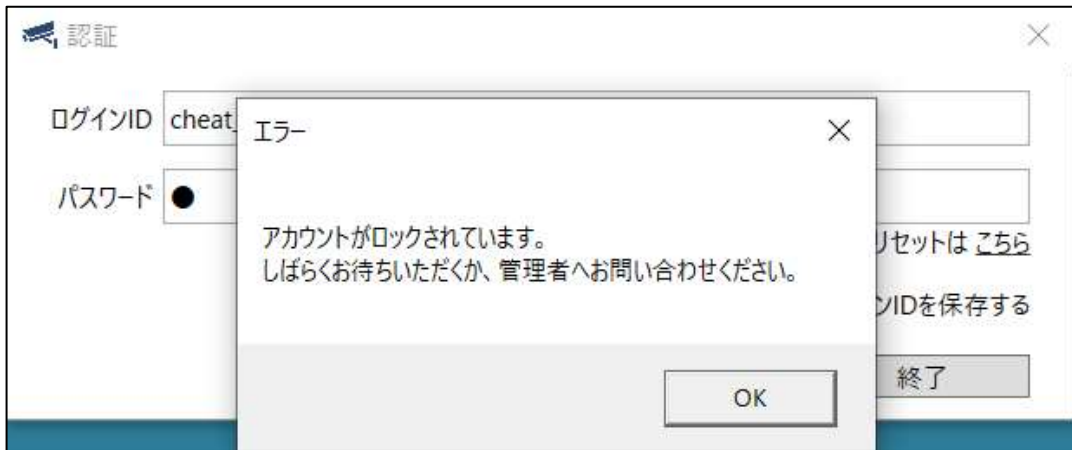 認証
ログインID cheat_
エラー
パスワード ●
アカウントがロックされています。
しばらくお待ちいただくか、管理者へお問い合わせください。
リセットは こちら
ンIDを保存する
終了
OK